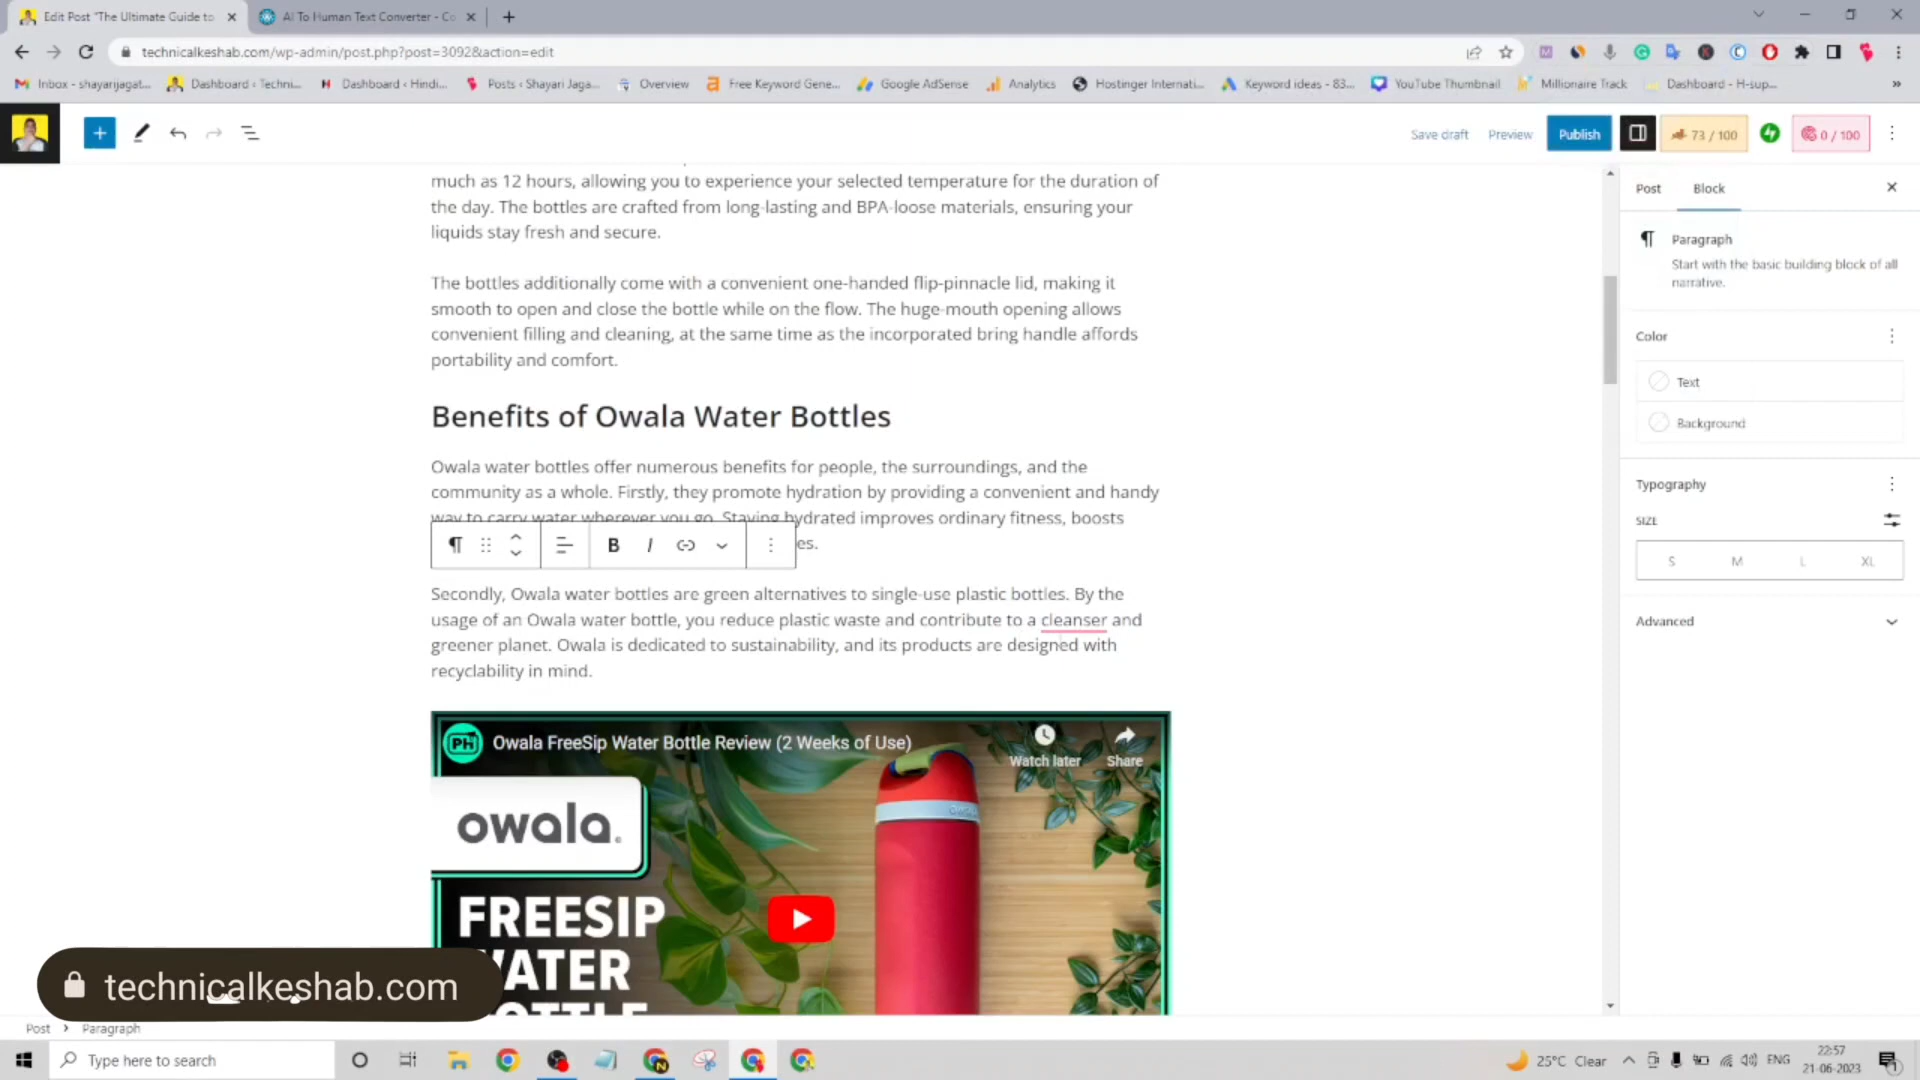 Edit Post "The Ultimate Guide to
AI To Human Text Converter - Co
technicalkeshab.com/wp-admin/post.php?post=3092&action=edit
Inbox - shayarijagat...
Dashboard ‹ Techni...
Dashboard ‹ Hindi...
Posts ‹ Shayari Jaga...
Overview
Free Keyword Gene...
Google AdSense
Analytics
Hostinger Internati...
Keyword ideas - 83...
YouTube Thumbnail
Millionaire Track
Dashboard - H-sup...
Save draft
Preview
Publish
73 / 100
0 / 100
much as 12 hours, allowing you to experience your selected temperature for the duration of
the day. The bottles are crafted from long-lasting and BPA-loose materials, ensuring your
liquids stay fresh and secure.
The bottles additionally come with a convenient one-handed flip-pinnacle lid, making it
smooth to open and close the bottle while on the flow. The huge-mouth opening allows
convenient filling and cleaning, at the same time as the incorporated bring handle affords
portability and comfort.
Benefits of Owala Water Bottles
Owala water bottles offer numerous benefits for people, the surroundings, and the
community as a whole. Firstly, they promote hydration by providing a convenient and handy
way to carry water wherever you go. Staying hydrated improves ordinary fitness, boosts
es.
B I
Secondly, Owala water bottles are green alternatives to single-use plastic bottles. By the
usage of an Owala water bottle, you reduce plastic waste and contribute to a cleanser and
greener planet. Owala is dedicated to sustainability, and its products are designed with
recyclability in mind.
PH
Owala FreeSip Water Bottle Review (2 Weeks of Use)
Watch later
Share
owala.
FREESIP
WATER
BOTTLE
technicalkeshab.com
Post
Block
Paragraph
Start with the basic building block of all
narrative.
Color
Text
Background
Typography
SIZE
S M L XL
Advanced
Post
Paragraph
Type here to search
25°C Clear
ENG
22:57
21-06-2023